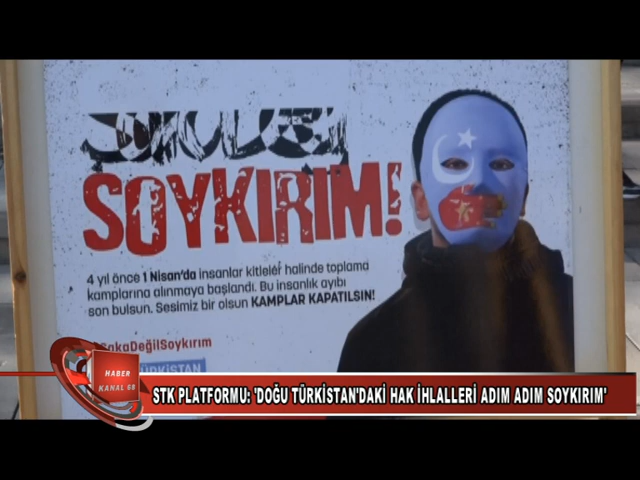 SOYKIRIM!
4 yıl önce 1 Nisan'da insanlar kitleler halinde toplama
kamplarına alınmaya başlandı. Bu insanlık ayıbı
son bulsun. Sesimiz bir olsun KAMPLAR KAPATILSIN!
ŞakaDeğilSoykırım
HABER
KANAL 68
STK PLATFORMU: 'DOĞU TÜRKİSTAN'DAKİ HAK İHLALLERİ ADIM ADIM SOYKIRIM'